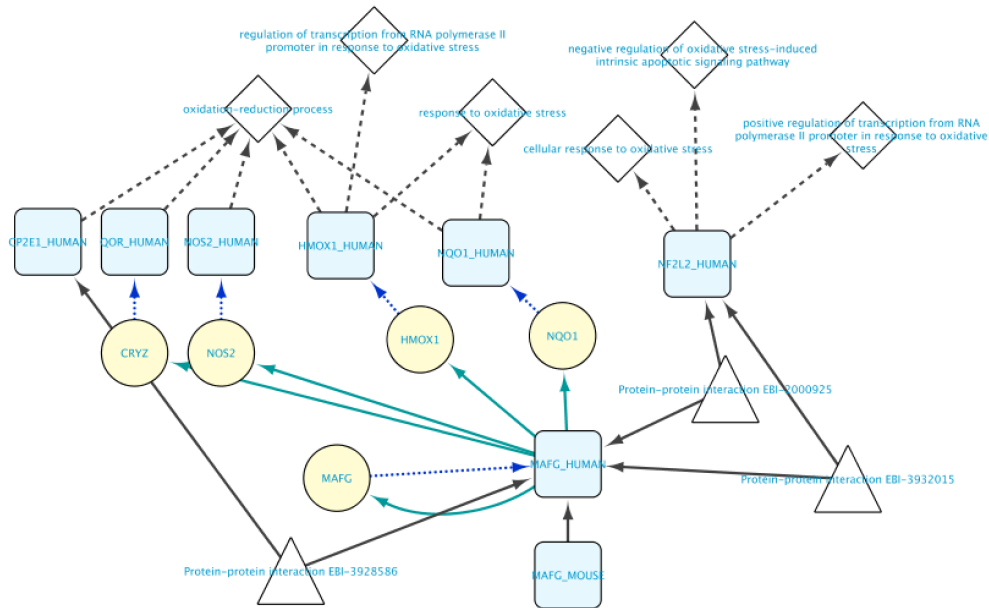 regulation of transcription from RNA polymerase II
promoter in response to oxidative stress
negative regulation of oxidative stress-induced
intrinsic apoptotic signaling pathway
oxidation-reduction process
response to oxidative stress
positive regulation of transcription from RNA
polymerase II promoter in response to oxidative
stress
cellular response to oxidative stress
CP2E1_HUMAN
QOR_HUMAN
NOS2_HUMAN
HMOX1_HUMAN
NQO1_HUMAN
NF2L2_HUMAN
CRYZ
NOS2
HMOX1
NQO1
Protein-protein interaction EBI-2000925
MAFG_HUMAN
MAFG
Protein-protein interaction EBI-3932015
Protein-protein interaction EBI-3928586
MAFG_MOUSE